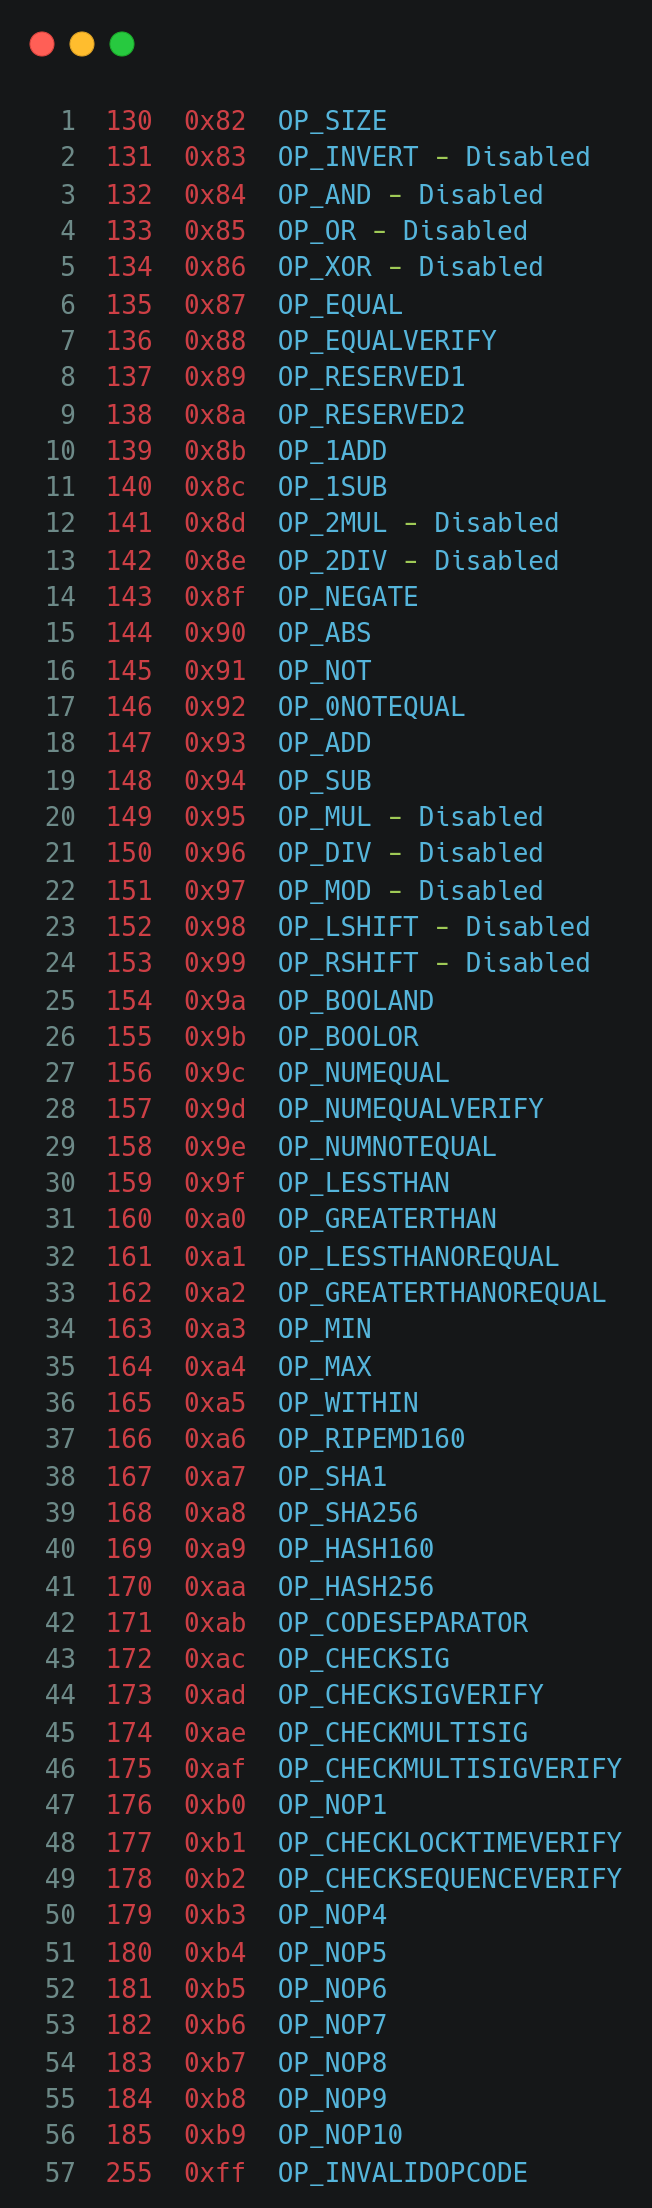 1 130 0x82 OP_SIZE
2 131 0x83 OP_INVERT - Disabled
3 132 0x84 OP_AND - Disabled
4 133 0x85 OP_OR - Disabled
5 134 0x86 OP_XOR - Disabled
6 135 0x87 OP_EQUAL
7 136 0x88 OP_EQUALVERIFY
8 137 0x89 OP_RESERVED1
9 138 0x8a OP_RESERVED2
10 139 0x8b OP_1ADD
11 140 0x8c OP_1SUB
12 141 0x8d OP_2MUL - Disabled
13 142 0x8e OP_2DIV - Disabled
14 143 0x8f OP_NEGATE
15 144 0x90 OP_ABS
16 145 0x91 OP_NOT
17 146 0x92 OP_0NOTEQUAL
18 147 0x93 OP_ADD
19 148 0x94 OP_SUB
20 149 0x95 OP_MUL - Disabled
21 150 0x96 OP_DIV - Disabled
22 151 0x97 OP_MOD - Disabled
23 152 0x98 OP_LSHIFT - Disabled
24 153 0x99 OP_RSHIFT - Disabled
25 154 0x9a OP_BOOLAND
26 155 0x9b OP_BOOLOR
27 156 0x9c OP_NUMEQUAL
28 157 0x9d OP_NUMEQUALVERIFY
29 158 0x9e OP_NUMNOTEQUAL
30 159 0x9f OP_LESSTHAN
31 160 0xa0 OP_GREATERTHAN
32 161 0xa1 OP_LESSTHANOREQUAL
33 162 0xa2 OP_GREATERTHANOREQUAL
34 163 0xa3 OP_MIN
35 164 0xa4 OP_MAX
36 165 0xa5 OP_WITHIN
37 166 0xa6 OP_RIPEMD160
38 167 0xa7 OP_SHA1
39 168 0xa8 OP_SHA256
40 169 0xa9 OP_HASH160
41 170 0xaa OP_HASH256
42 171 0xab OP_CODESEPARATOR
43 172 0xac OP_CHECKSIG
44 173 0xad OP_CHECKSIGVERIFY
45 174 0xae OP_CHECKMULTISIG
46 175 0xaf OP_CHECKMULTISIGVERIFY
47 176 0xb0 OP_NOP1
48 177 0xb1 OP_CHECKLOCKTIMEVERIFY
49 178 0xb2 OP_CHECKSEQUENCEVERIFY
50 179 0xb3 OP_NOP4
51 180 0xb4 OP_NOP5
52 181 0xb5 OP_NOP6
53 182 0xb6 OP_NOP7
54 183 0xb7 OP_NOP8
55 184 0xb8 OP_NOP9
56 185 0xb9 OP_NOP10
57 255 0xff OP_INVALIDOPCODE